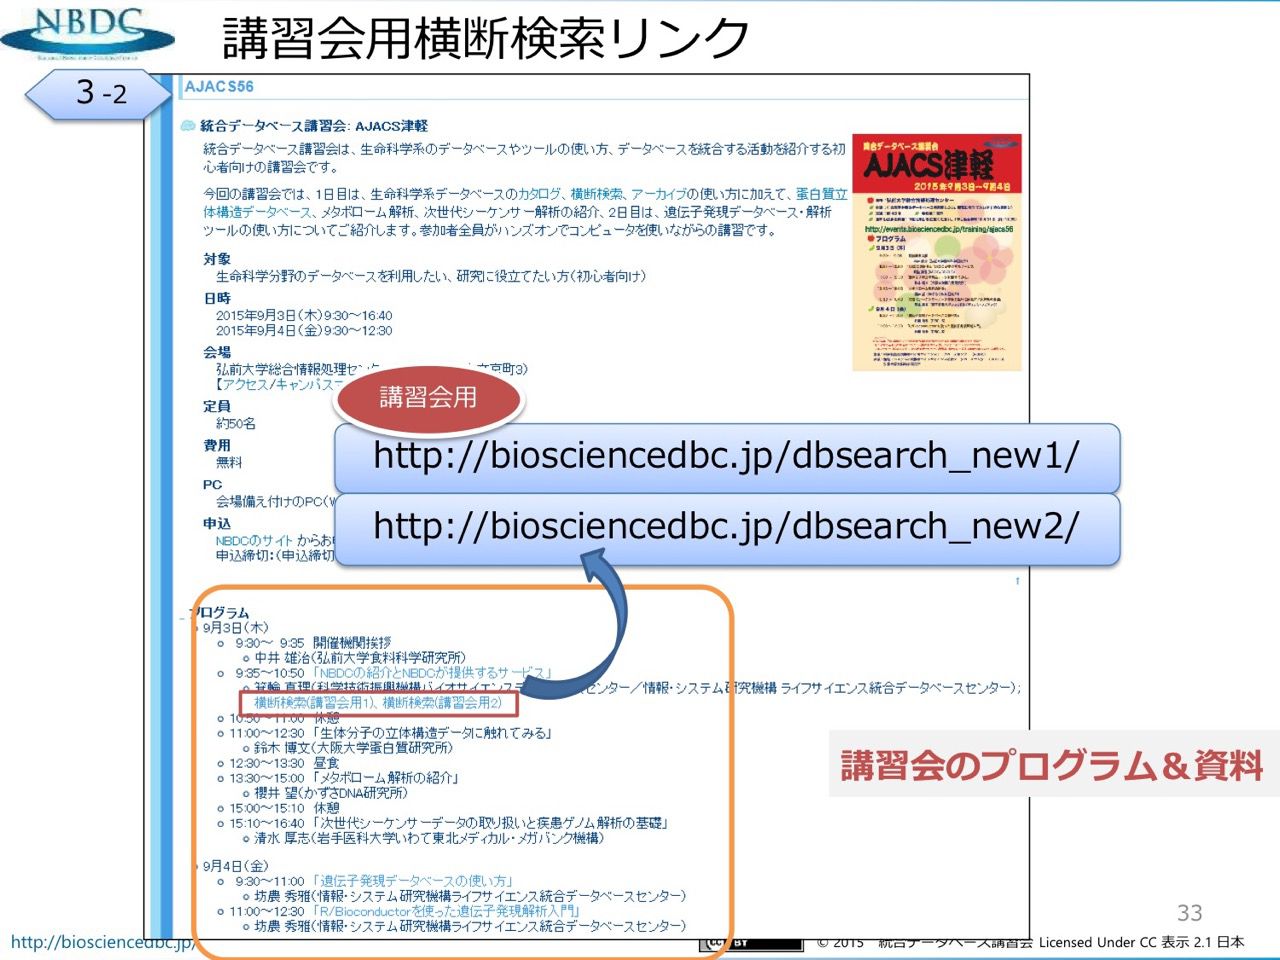 NBDC
講習会用横断検索リンク
3 -2
AJACS56
統合データベース講習会: AJACS津軽
統合データベース講習会は、生命科学系のデータベースやツールの使い方、データベースを統合する活動を紹介する初
心者向けの講習会です。
今回の講習会では、1日目は、生命科学系データベースのカタログ、横断検索、アーカイブの使い方に加えて、蛋白質立
体構造データベース、メタボローム解析、次世代シーケンサー解析の紹介、2日目は、遺伝子発現データベース・解析
ツールの使い方についてご紹介します。参加者全員がハンズオンでコンピュータを使いながらの講習です。
統合データベース講習会
AJACS津軽
2015年9月3日~9月4日
http://events.biosciencedbc.jp/training/ajacs56
プログラム
対象
生命科学分野のデータベースを利用したい、研究に役立てたい方(初心者向け)
日時
2015年9月3日(木)9:30~16:40
2015年9月4日(金)9:30~12:30
会場
弘前大学総合情報処理セン 文京町3)
【アクセス/キャンパス
定員
約50名
費用
無料
PC
会場備え付けのPC(W
申込
NBDCのサイト からお
申込締切:(申込締切
講習会用
http://biosciencedbc.jp/dbsearch_new1/
http://biosciencedbc.jp/dbsearch_new2/
プログラム
9月3日(木)
9:30~ 9:35 開催機関挨拶
中井 雄治(弘前大学食料科学研究所)
9:35~10:50 「NBDCの紹介とNBDCが提供するサービス」
箕輪 真理(科学技術振興機構バイオサイエンスデ スセンター/情報・システム研究機構 ライフサイエンス統合データベースセンター);
横断検索(講習会用1)、横断検索(講習会用2)
10:50~11:00 休憩
11:00~12:30 「生体分子の立体構造データに触れてみる」
鈴木 博文(大阪大学蛋白質研究所)
12:30~13:30 昼食
13:30~15:00 「メタボローム解析の紹介」
櫻井 望(かずさDNA研究所)
15:00~15:10 休憩
15:10~16:40 「次世代シーケンサーデータの取り扱いと疾患ゲノム解析の基礎」
清水 厚志(岩手医科大学いわて東北メディカル・メガバンク機構)
9月4日(金)
9:30~11:00 「遺伝子発現データベースの使い方」
坊農 秀雅(情報・システム研究機構ライフサイエンス統合データベースセンター)
11:00~12:30 「R/Bioconductorを使った遺伝子発現解析入門」
坊農 秀雅(情報・システム研究機構ライフサイエンス統合データベースセンター)
講習会のプログラム&資料
33
http://biosciencedbc.jp/
CC BY
© 2015 統合データベース講習会 Licensed Under CC 表示 2.1 日本